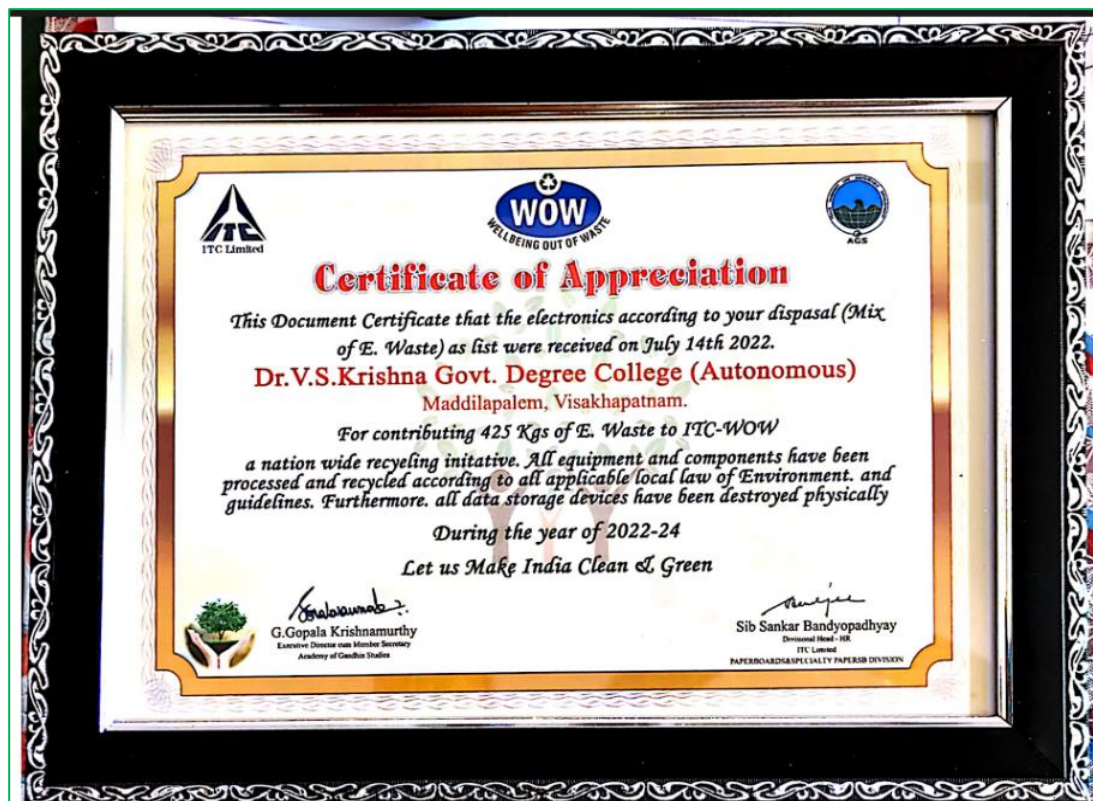 ITC
ITC Limited
WOW
WELLBEING OUT OF WASTE
AGS
Certificate of Appreciation
This Document Certificate that the electronics according to your dispasal (Mix
of E. Waste) as list were received on July 14th 2022.
Dr.V.S.Krishna Govt. Degree College (Autonomous)
Maddilapalem, Visakhapatnam.
For contributing 425 Kgs of E. Waste to ITC-WOW
a nation wide recyeling initative. All equipment and components have been
processed and recycled according to all applicable local law of Environment. and
guidelines. Furthermore. all data storage devices have been destroyed physically
During the year of 2022-24
Let us Make India Clean & Green
G.Gopala Krishnamurthy
Executive Director cum Member Secretary
Academy of Gandhin Studies
Sib Sankar Bandyopadhyay
Divisional Head - HR
ITC Limited
PAPERBOARDS&SPECIALTY PAPERSB DIVISION